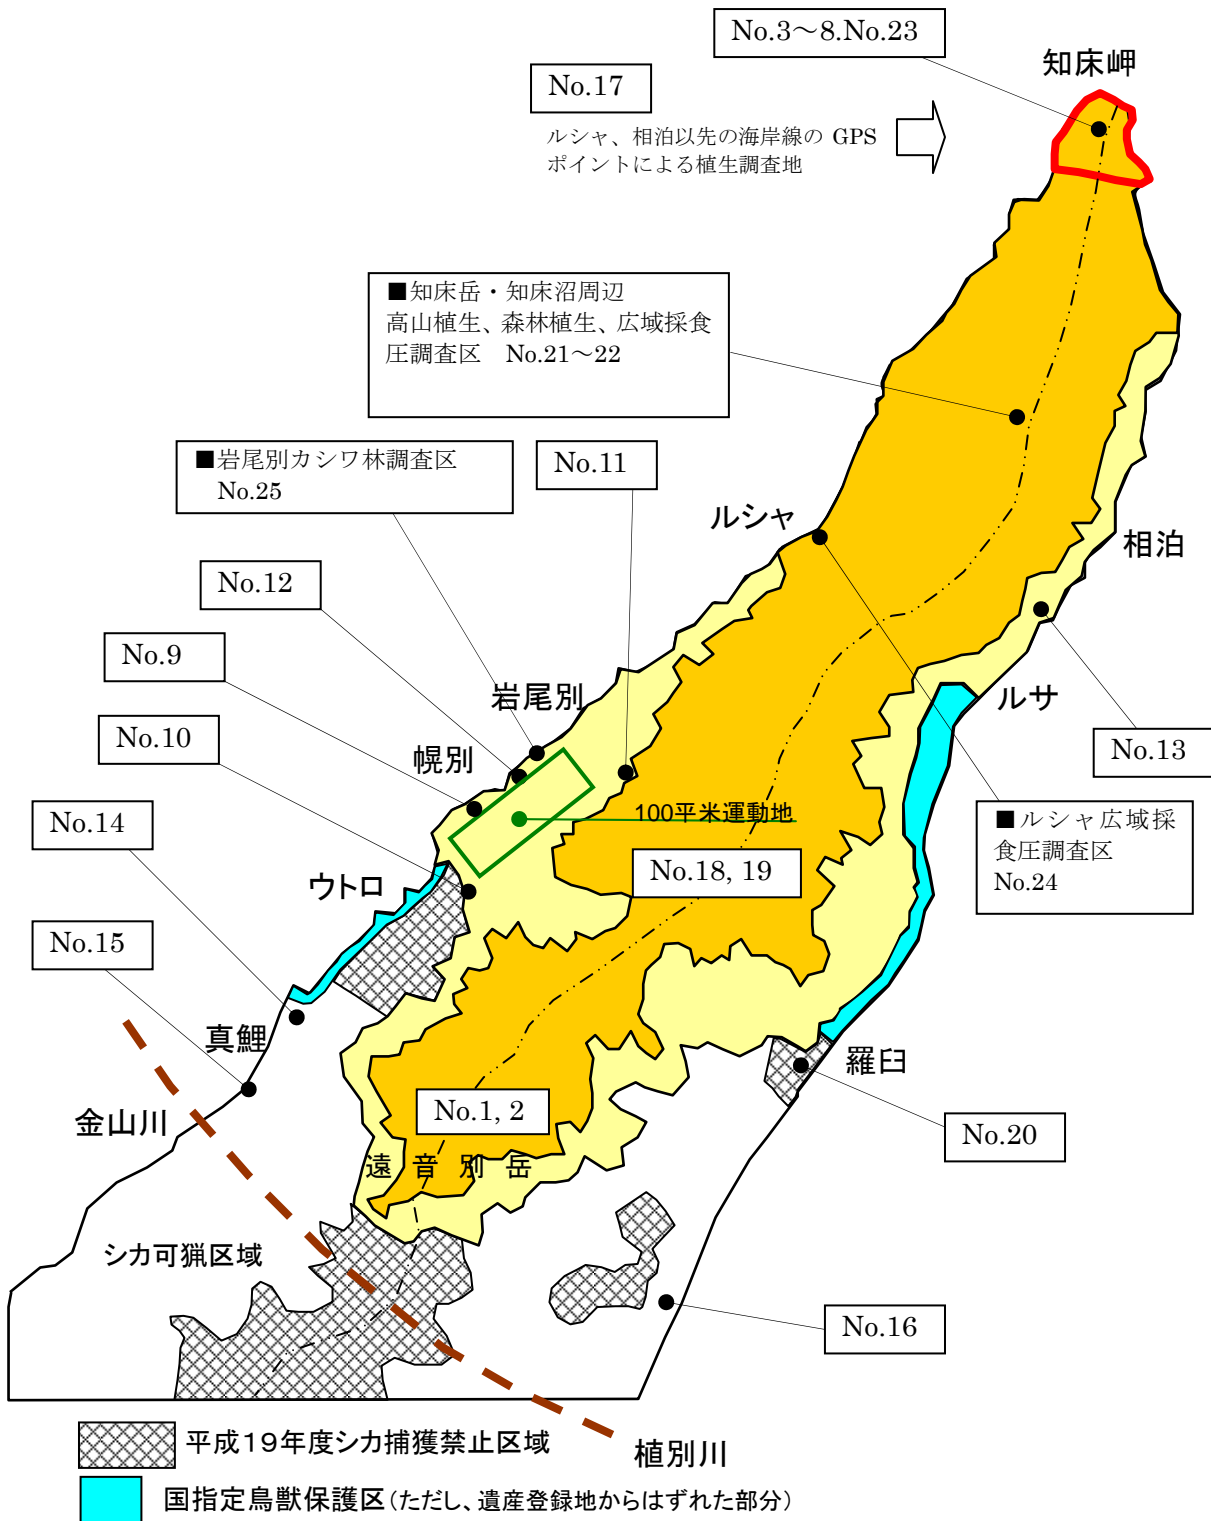 No.3～8.No.23
知床岬
No.17
ルシャ、相泊以先の海岸線の GPS
ポイントによる植生調査地
■知床岳・知床沼周辺
高山植生、森林植生、広域採食
圧調査区　No.21～22
■岩尾別カシワ林調査区
No.25
No.11
ルシャ
相泊
No.12
No.9
岩尾別
ルサ
No.10
幌別
No.13
No.14
100平米運動地
■ルシャ広域採
食圧調査区
No.24
ウトロ
No.18, 19
No.15
真鯉
羅臼
金山川
No.1, 2
No.20
遠音別岳
シカ可猟区域
No.16
平成19年度シカ捕獲禁止区域
植別川
国指定鳥獣保護区(ただし、遺産登録地からはずれた部分)